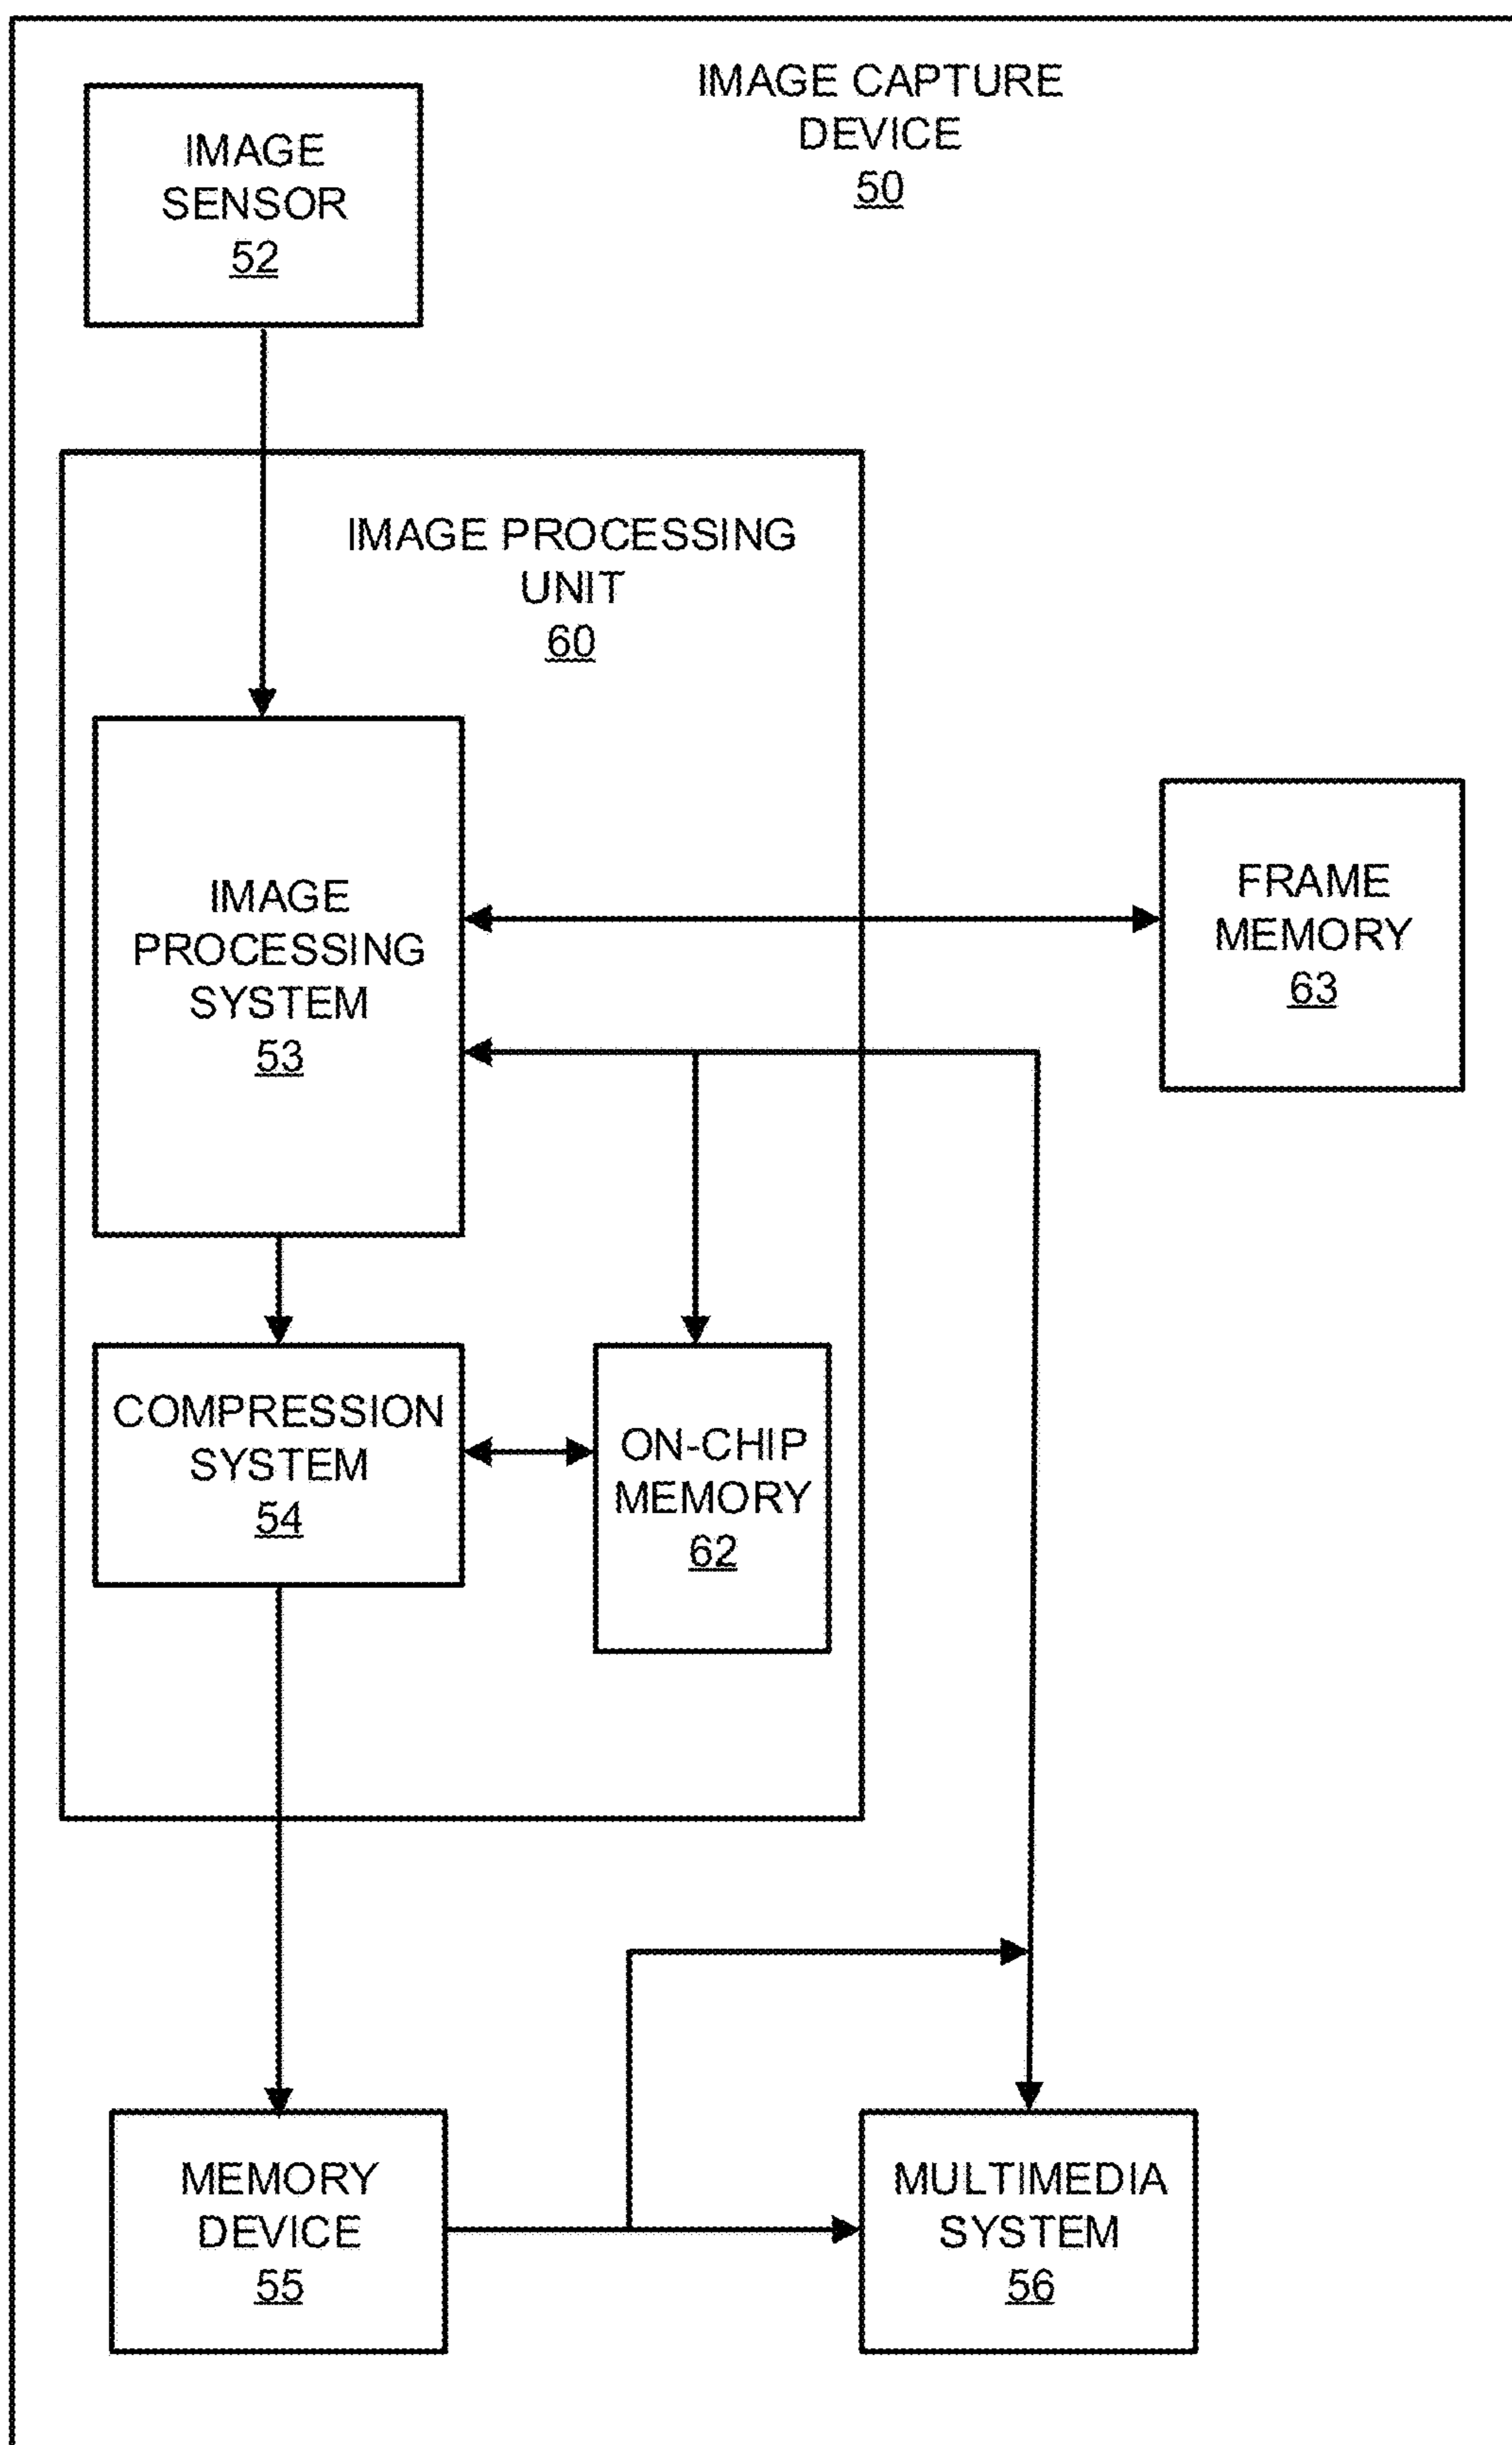 IMAGE CAPTURE
DEVICE
50
IMAGE
SENSOR
52
IMAGE PROCESSING
UNIT
60
IMAGE
PROCESSING
SYSTEM
53
FRAME
MEMORY
63
COMPRESSION
SYSTEM
54
ON-CHIP
MEMORY
62
MEMORY
DEVICE
55
MULTIMEDIA
SYSTEM
56